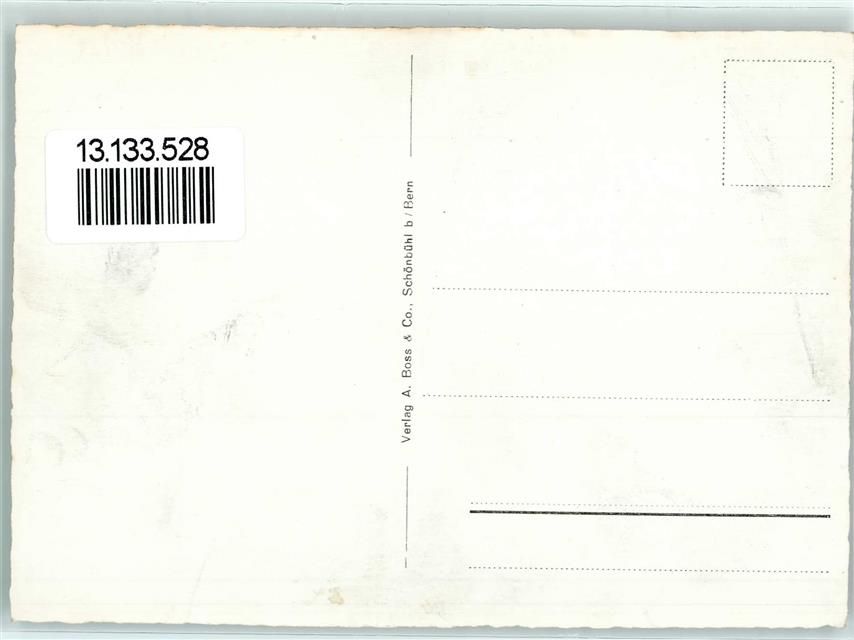 13.133.528
Verlag A. Boss & Co., Schönbühl b/Bern